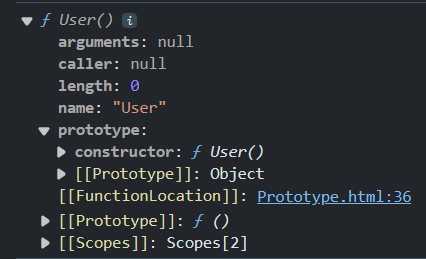 ƒ User() i
arguments: null
caller: null
length: 0
name: "User"
prototype:
constructor: ƒ User()
[[Prototype]]: Object
[[FunctionLocation]]: Prototype.html:36
[[Prototype]]: ƒ ()
[[Scopes]]: Scopes[2]